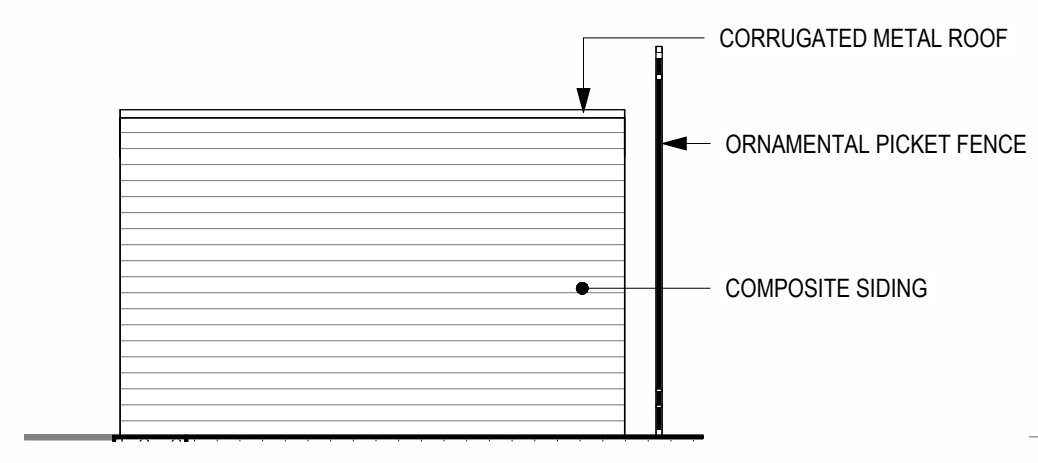 CORRUGATED METAL ROOF
ORNAMENTAL PICKET FENCE
COMPOSITE SIDING